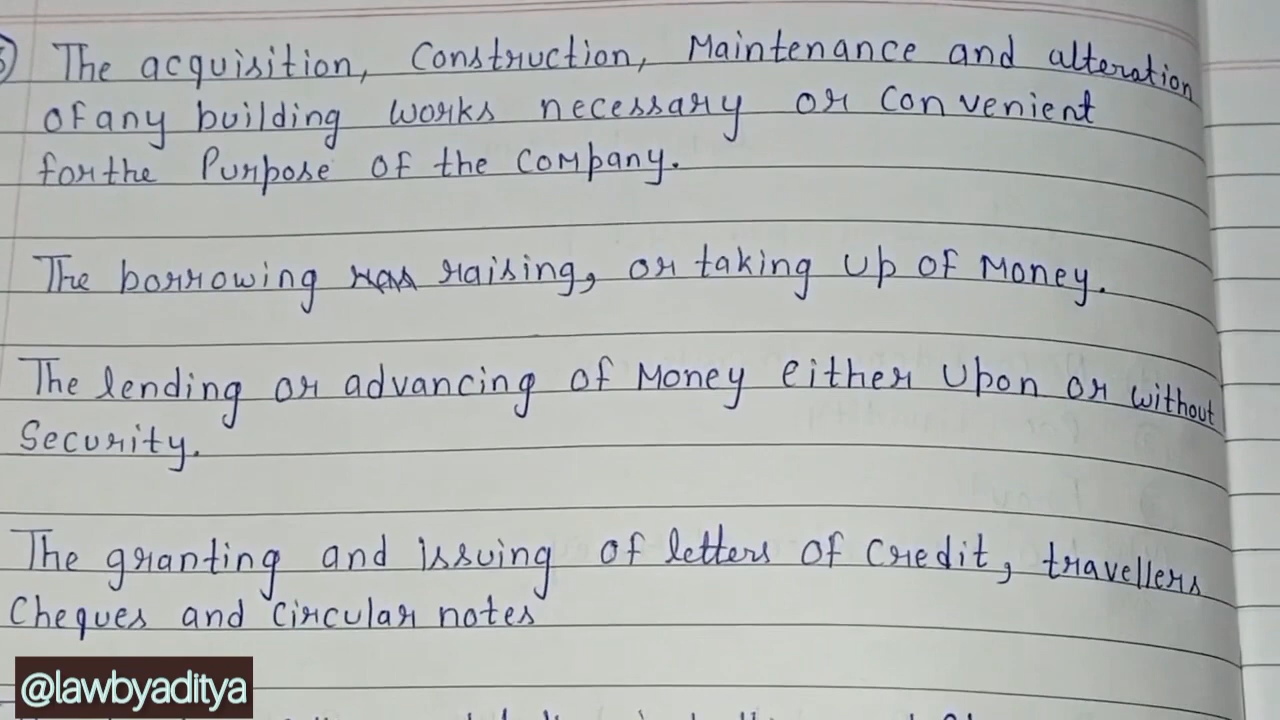 The acquisition, Construction, Maintenance and alteration
of any building works necessary or convenient
for the Purpose of the company.
The borrowing raising, or taking up of Money.
The lending or advancing of Money either Upon or without
Security.
The granting and issuing of letters of credit, travellers
Cheques and circular notes
@lawbyaditya